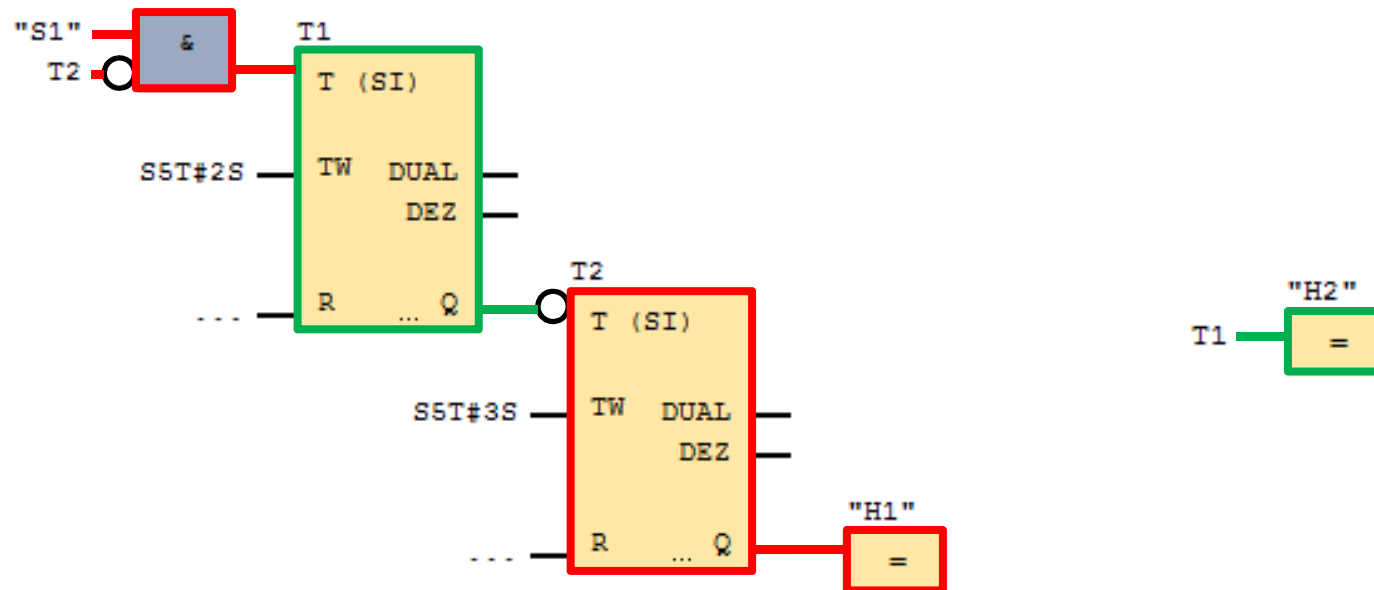 "S1"
&
T2
T1
T (SI)
S5T#2S
TW DUAL
DEZ
---
R ... Q
T2
T (SI)
S5T#3S
TW DUAL
DEZ
---
R ... Q
"H1"
=
"H2"
T1
=